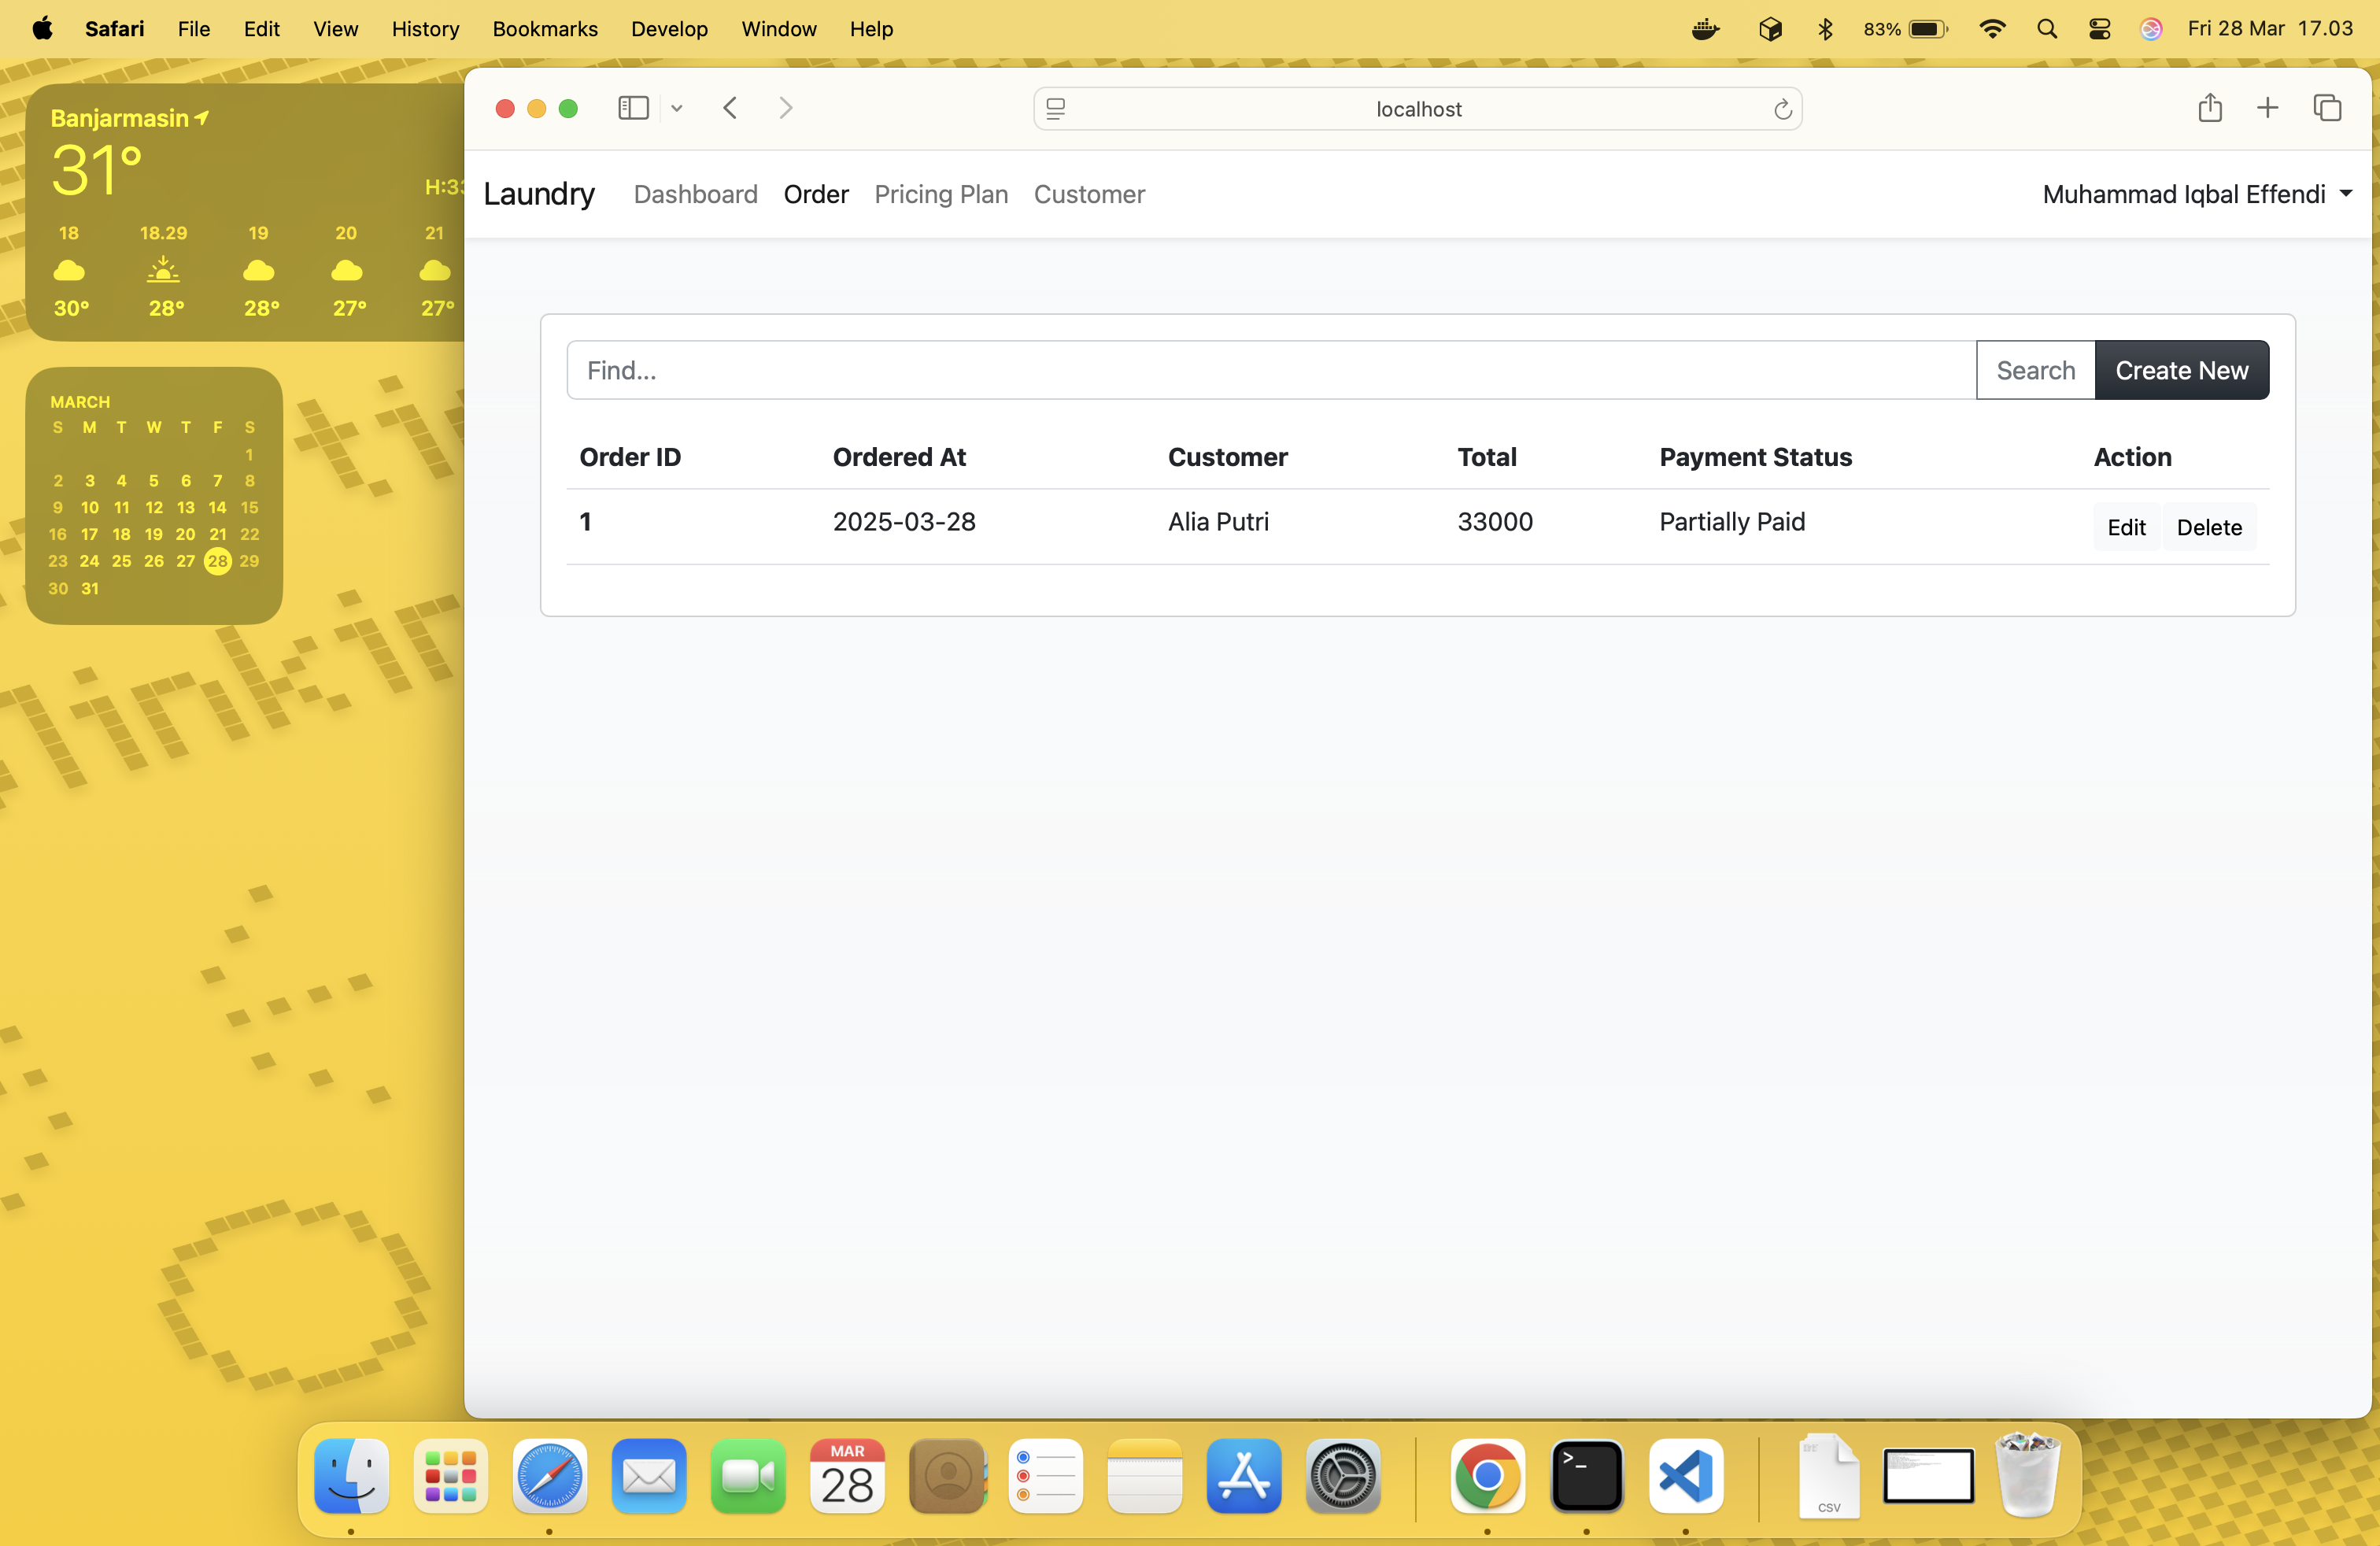 Safari File Edit View History Bookmarks Develop Window Help 83% Fri 28 Mar 17.03
Banjarmasin
31°
18 18.29 19 20 21
30° 28° 28° 27° 27°
MARCH
S M T W T F S
1
2 3 4 5 6 7 8
9 10 11 12 13 14 15
16 17 18 19 20 21 22
23 24 25 26 27 28 29
30 31
localhost
Laundry Dashboard Order Pricing Plan Customer Muhammad Iqbal Effendi
Find... Search Create New
Order ID Ordered At Customer Total Payment Status Action
1 2025-03-28 Alia Putri 33000 Partially Paid Edit Delete
MAR
28
>_
CSV